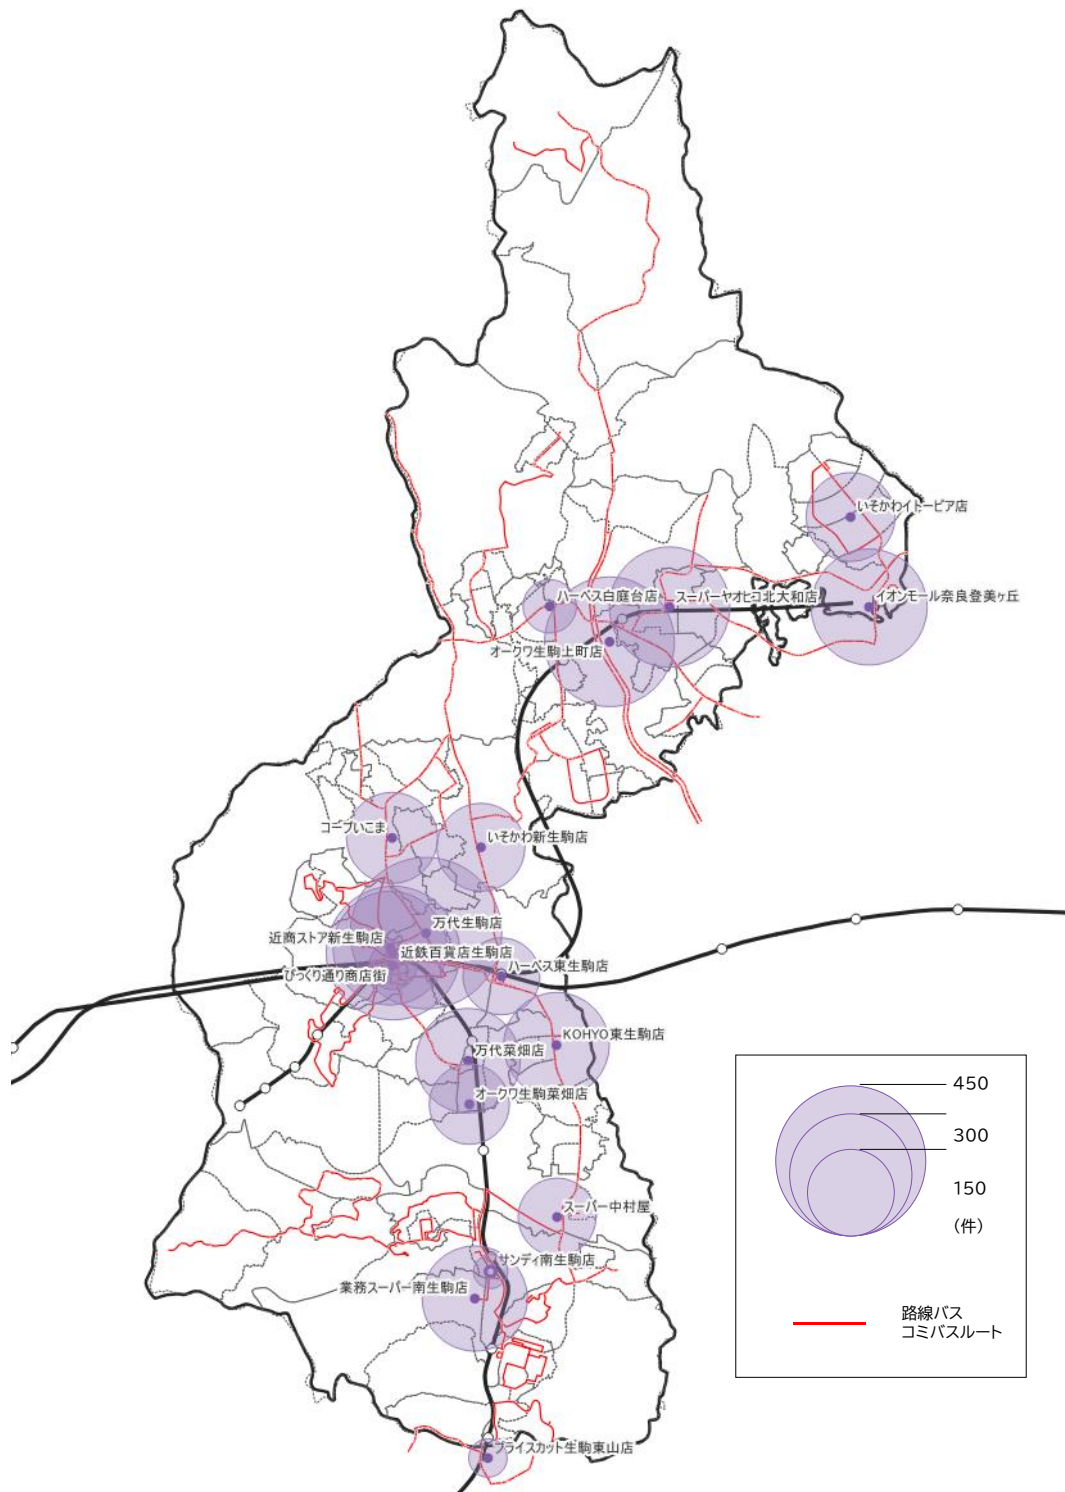 いそかわイトーピア店
ハーベス白庭台店
スーパーヤオヒコ北大和店
イオンモール奈良登美ヶ丘
オークワ生駒上町店
コープいこま
いそかわ新生駒店
万代生駒店
近商ストア新生駒店
近鉄百貨店生駒店
ハーベス東生駒店
びっくり通り商店街
KOHYO東生駒店
万代菜畑店
オークワ生駒菜畑店
スーパー中村屋
サンディ南生駒店
業務スーパー南生駒店
プライスカット生駒東山店
450
300
150
(件)
路線バス
コミバスルート